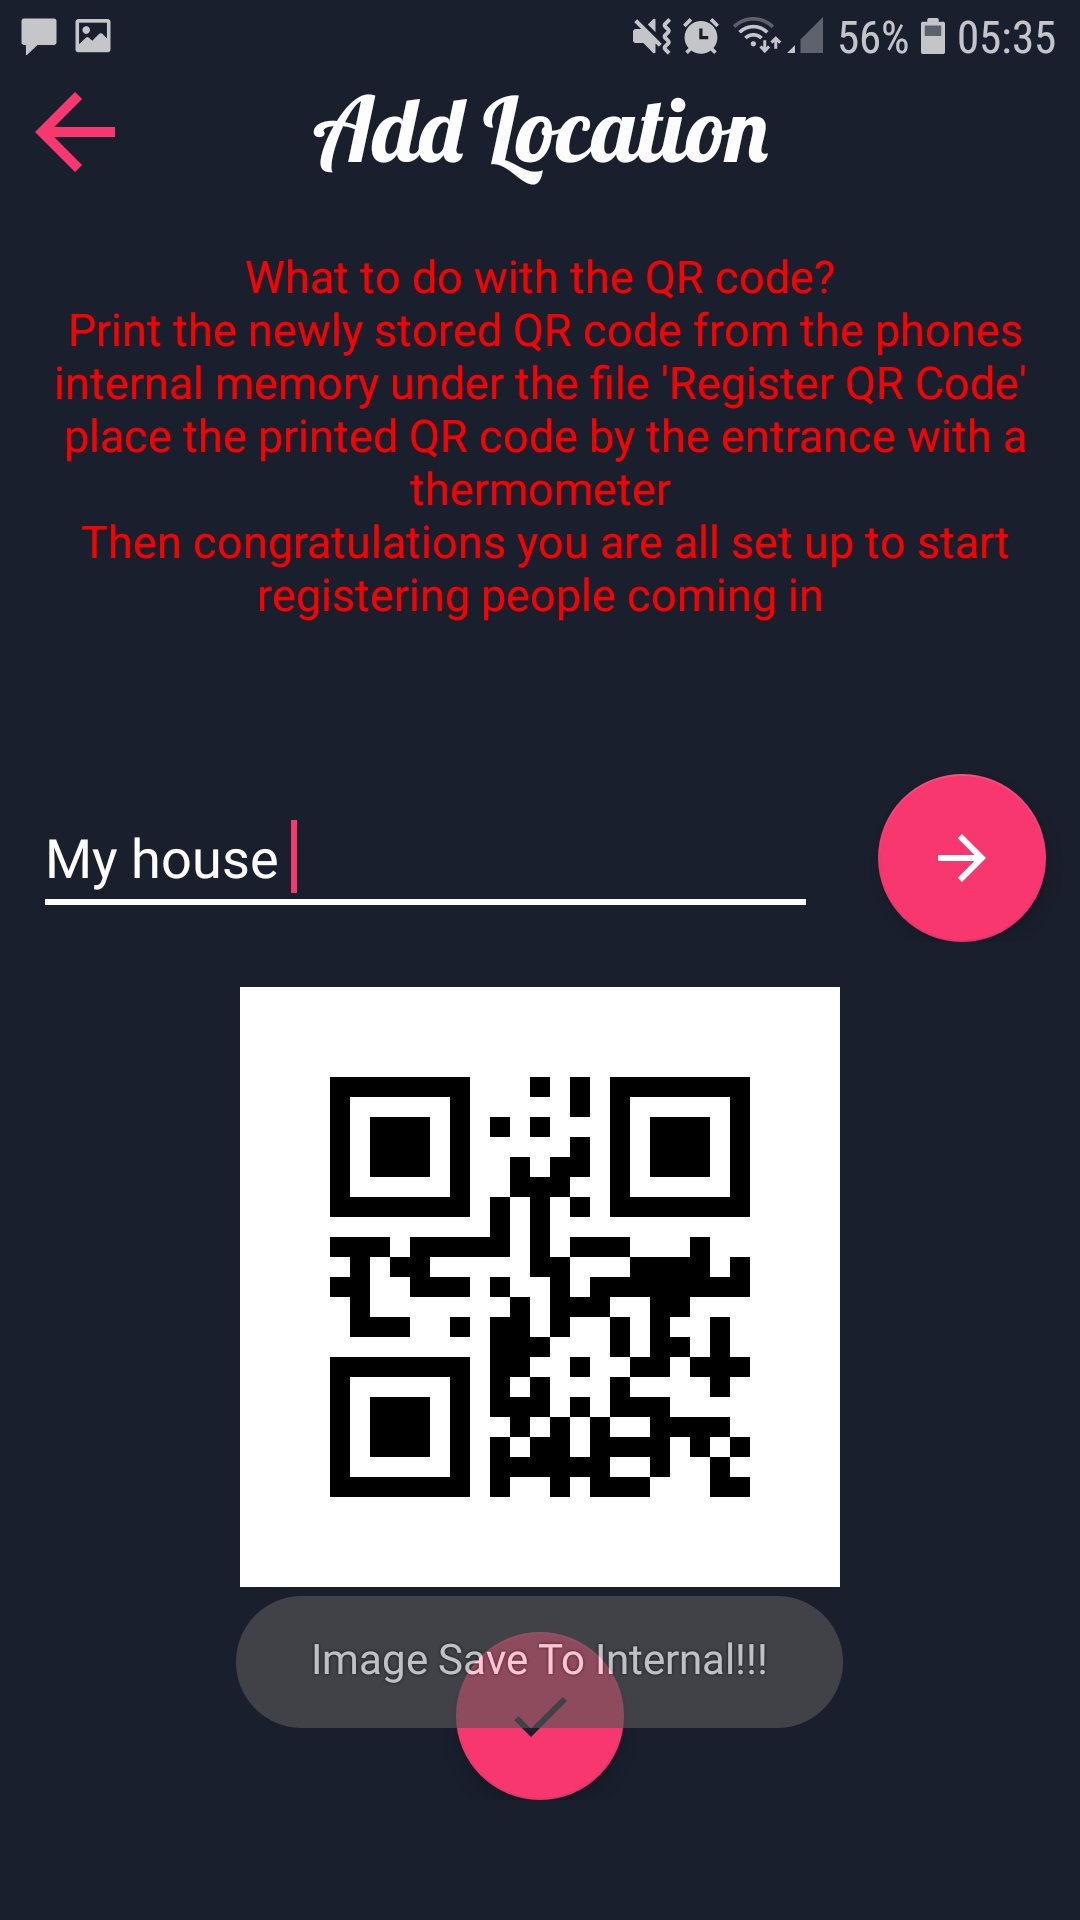 56% 05:35
Add Location
What to do with the QR code?
Print the newly stored QR code from the phones
internal memory under the file 'Register QR Code'
place the printed QR code by the entrance with a
thermometer
Then congratulations you are all set up to start
registering people coming in
My house
Image Save To Internal!!!